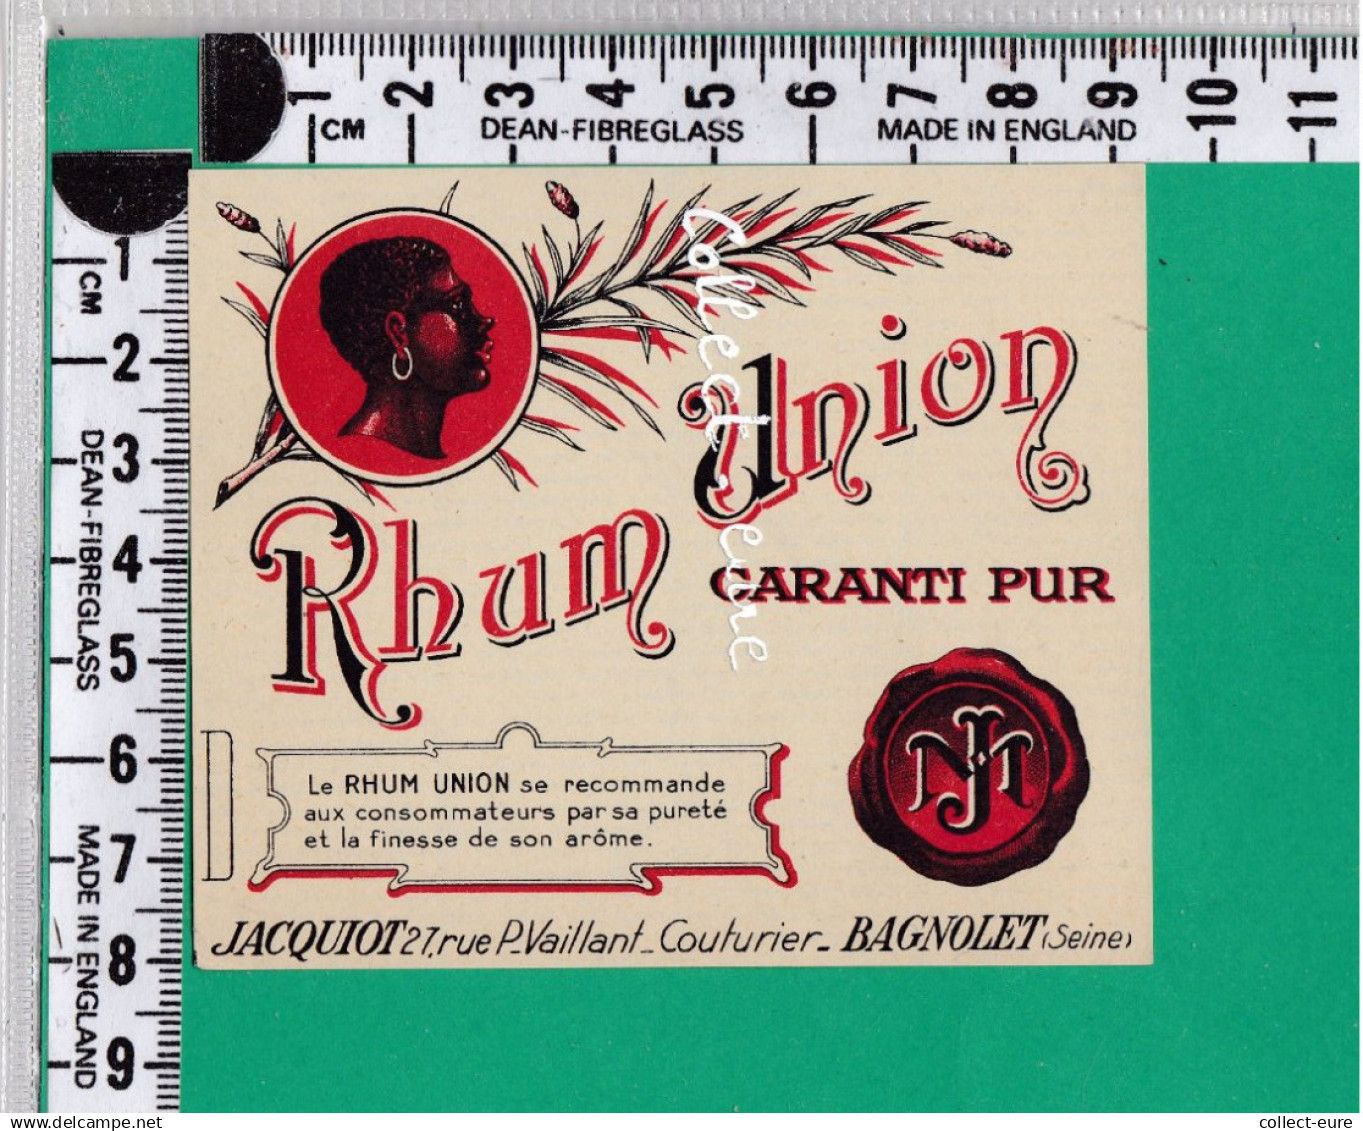 1 2 3 4 5 6 7 8 9 10 11
CM DEAN-FIBREGLASS MADE IN ENGLAND
1 2 3 4 5 6 7 8 9
CM DEAN-FIBREGLASS MADE IN ENGLAND
Collect.eure
Rhum Union
GARANTI PUR
JM
Le RHUM UNION se recommande
aux consommateurs par sa pureté
et la finesse de son arôme.
JACQUIOT 27, rue P-Vaillant-Couturier- BAGNOLET (Seine)
collect-eure